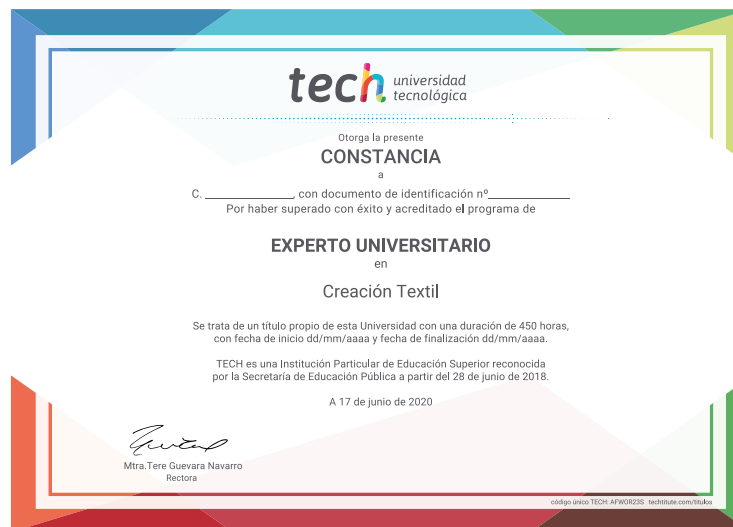 tech universidad
tecnológica
Otorga la presente
CONSTANCIA
a
C. ______________, con documento de identificación nº______________
Por haber superado con éxito y acreditado el programa de
EXPERTO UNIVERSITARIO
en
Creación Textil
Se trata de un título propio de esta Universidad con una duración de 450 horas,
con fecha de inicio dd/mm/aaaa y fecha de finalización dd/mm/aaaa.
TECH es una Institución Particular de Educación Superior reconocida
por la Secretaría de Educación Pública a partir del 28 de junio de 2018.
A 17 de junio de 2020
Mtra.Tere Guevara Navarro
Rectora
código único TECH: AFWOR23S techtitute.com/titulos